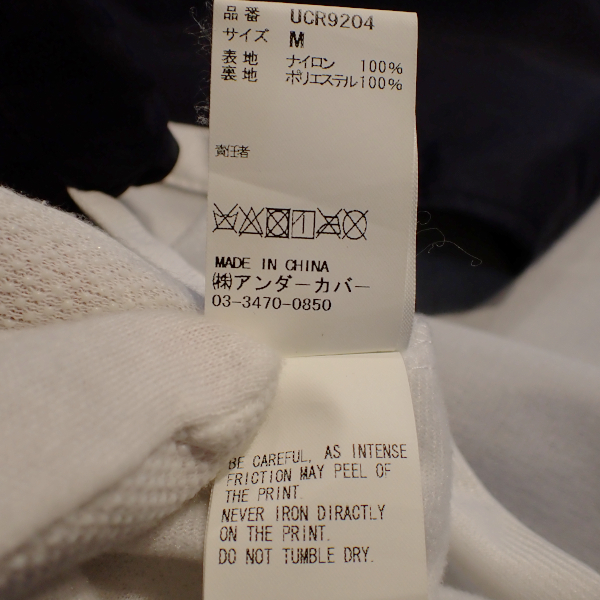 品番 UCR9204
サイズ M
表地 ナイロン 100%
裏地 ポリエステル100%
責任者
MADE IN CHINA
㈱アンダーカバー
03-3470-0850
BE CAREFUL, AS INTENSE
FRICTION MAY PEEL OF
THE PRINT.
NEVER IRON DIRACTLY
ON THE PRINT.
DO NOT TUMBLE DRY.